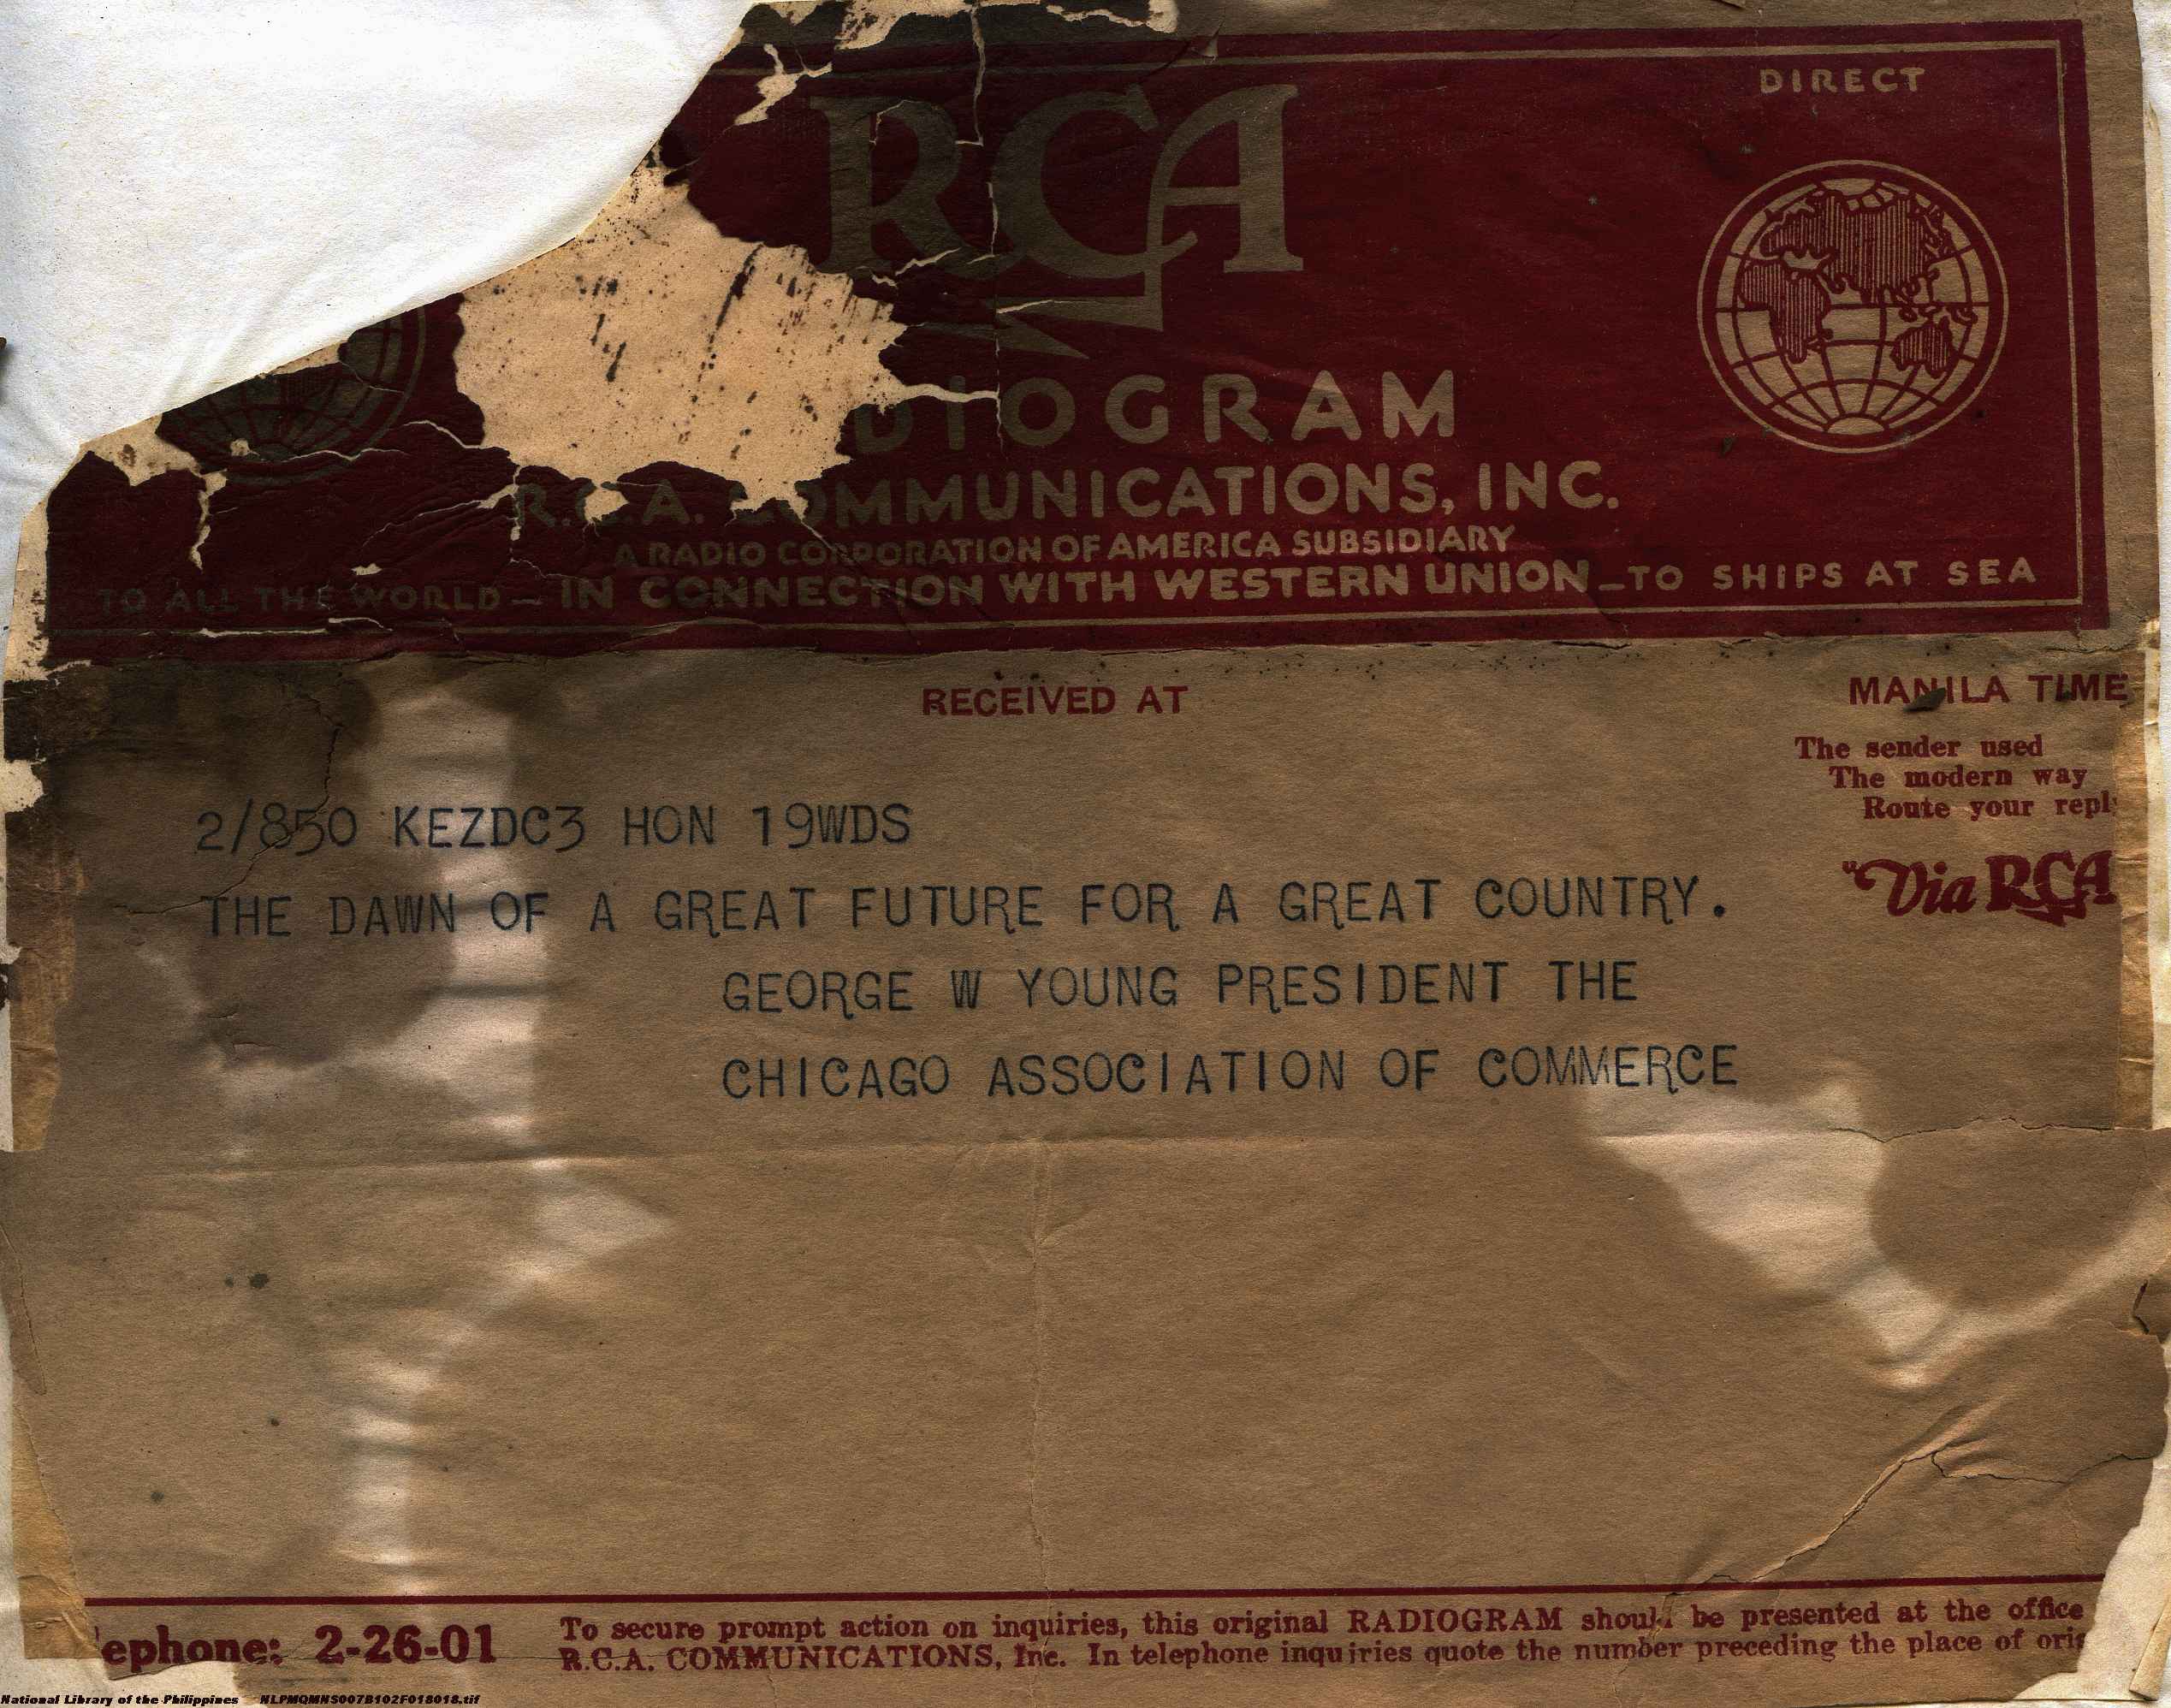 DIRECT
RCA
DIOGRAM
R.C.A. COMMUNICATIONS, INC.
A RADIO CORPORATION OF AMERICA SUBSIDIARY
TO ALL THE WORLD — IN CONNECTION WITH WESTERN UNION — TO SHIPS AT SEA
RECEIVED AT
MANILA TIME
The sender used
The modern way
Route your repl
"Via RCA
2/850 KEZDC3 HON 19WDS
THE DAWN OF A GREAT FUTURE FOR A GREAT COUNTRY.
GEORGE W YOUNG PRESIDENT THE
CHICAGO ASSOCIATION OF COMMERCE
ephone: 2-26-01
To secure prompt action on inquiries, this original RADIOGRAM should be presented at the office
R.C.A. COMMUNICATIONS, Inc. In telephone inquiries quote the number preceding the place of orig
National Library of the Philippines NLPMQMNS007B102F018018.tif